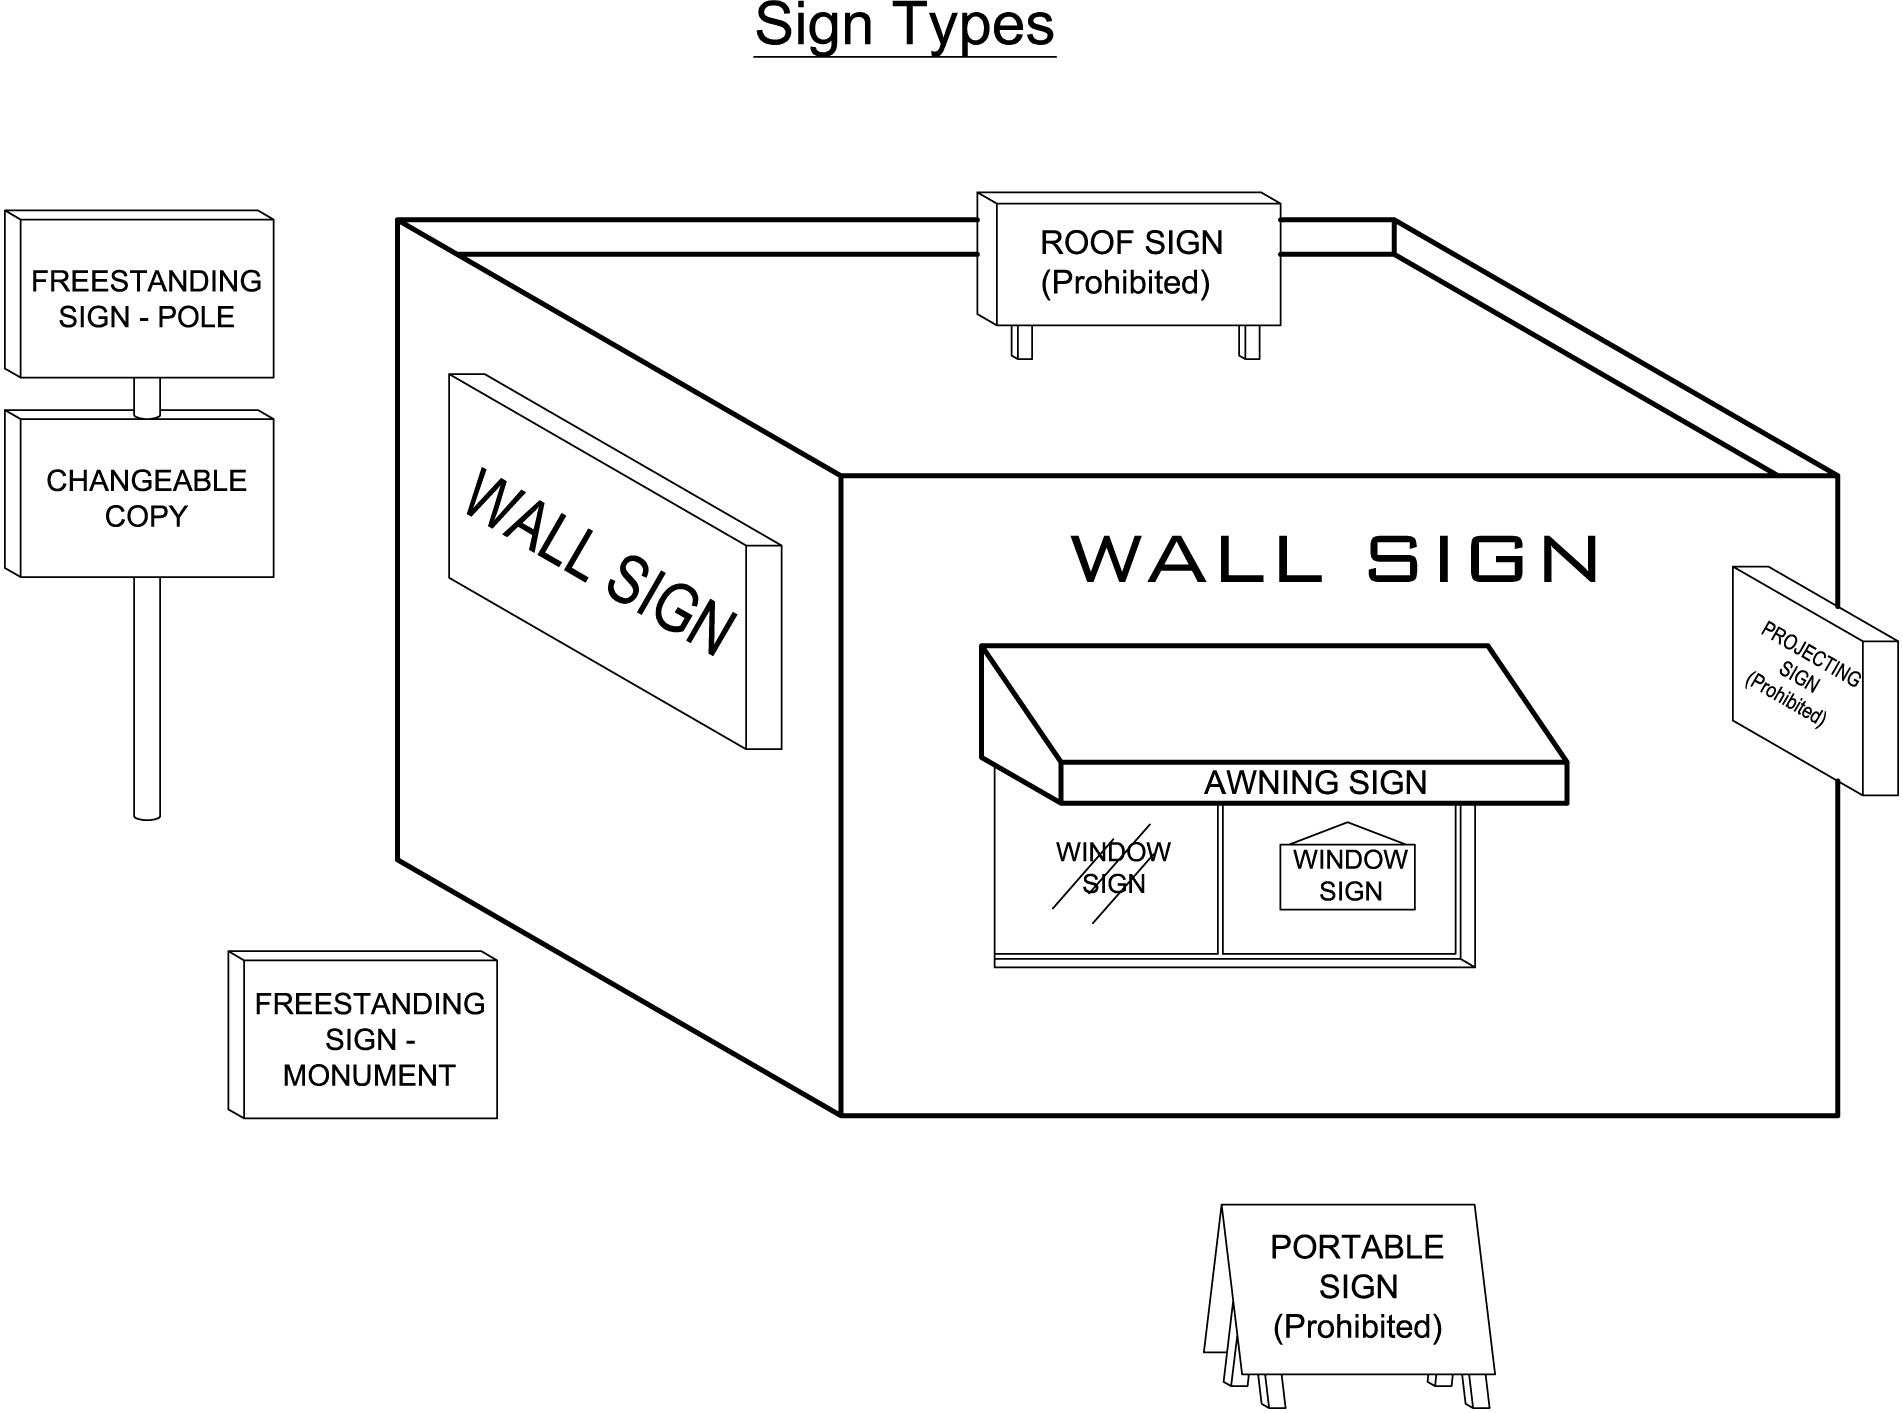 Sign Types
FREESTANDING
SIGN - POLE
CHANGEABLE
COPY
ROOF SIGN
(Prohibited)
WALL SIGN
WALL SIGN
PROJECTING
SIGN
(Prohibited)
AWNING SIGN
WINDOW
SIGN
WINDOW
SIGN
FREESTANDING
SIGN -
MONUMENT
PORTABLE
SIGN
(Prohibited)